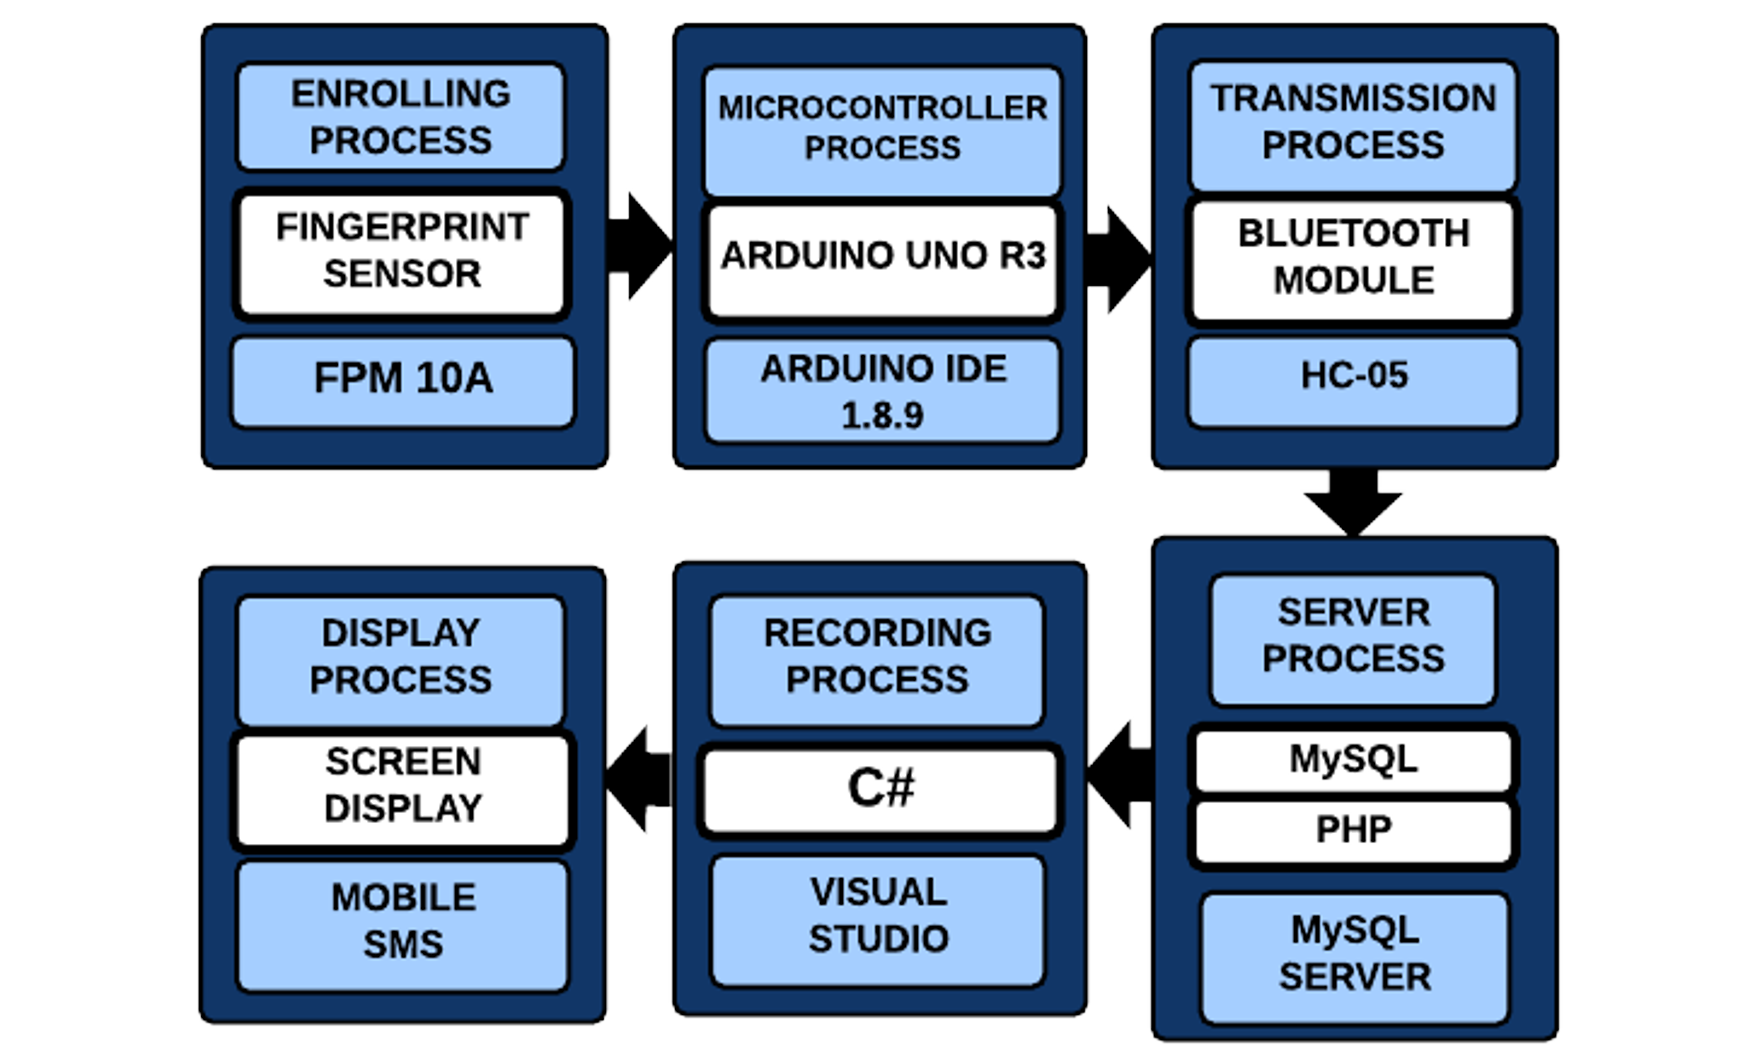 ENROLLING
PROCESS
FINGERPRINT
SENSOR
FPM 10A
MICROCONTROLLER
PROCESS
ARDUINO UNO R3
ARDUINO IDE
1.8.9
TRANSMISSION
PROCESS
BLUETOOTH
MODULE
HC-05
SERVER
PROCESS
MySQL
PHP
MySQL
SERVER
RECORDING
PROCESS
C#
VISUAL
STUDIO
DISPLAY
PROCESS
SCREEN
DISPLAY
MOBILE
SMS